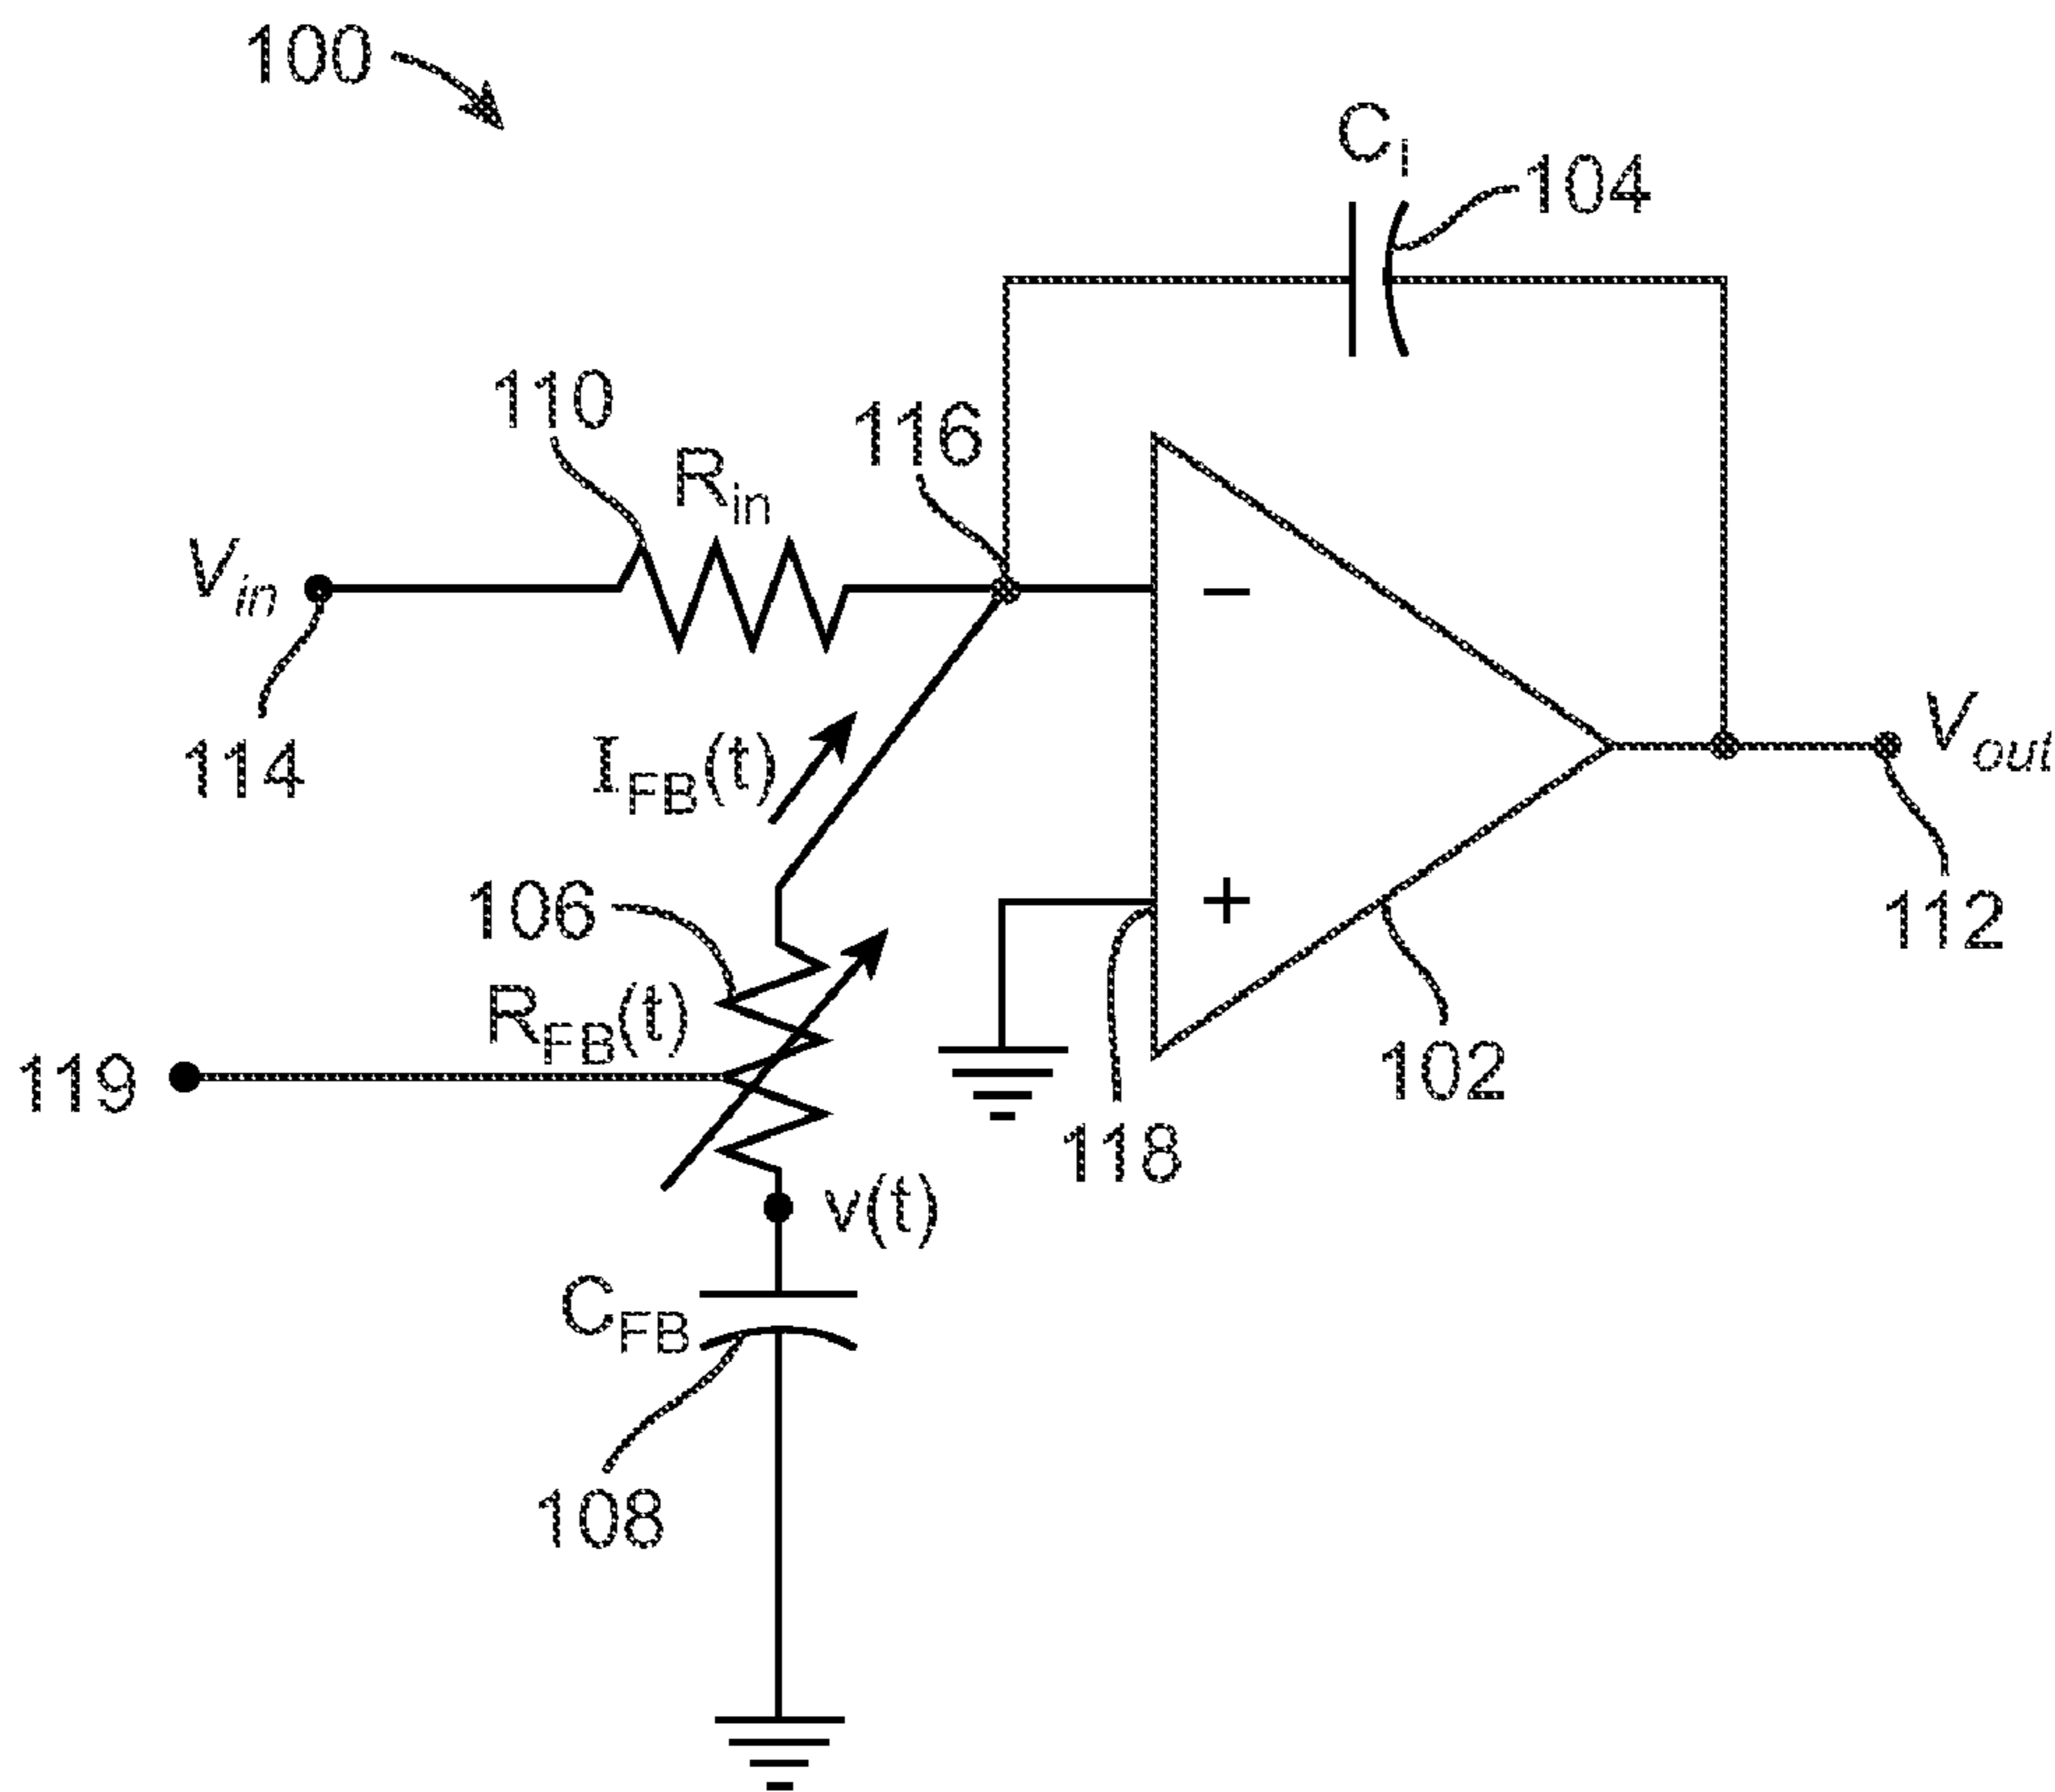 100
C_i
104
110
R_in
116
V_in
−
114
I_FB(t)
V_out
106
+
112
R_FB(t)
119
102
118
v(t)
C_FB
108